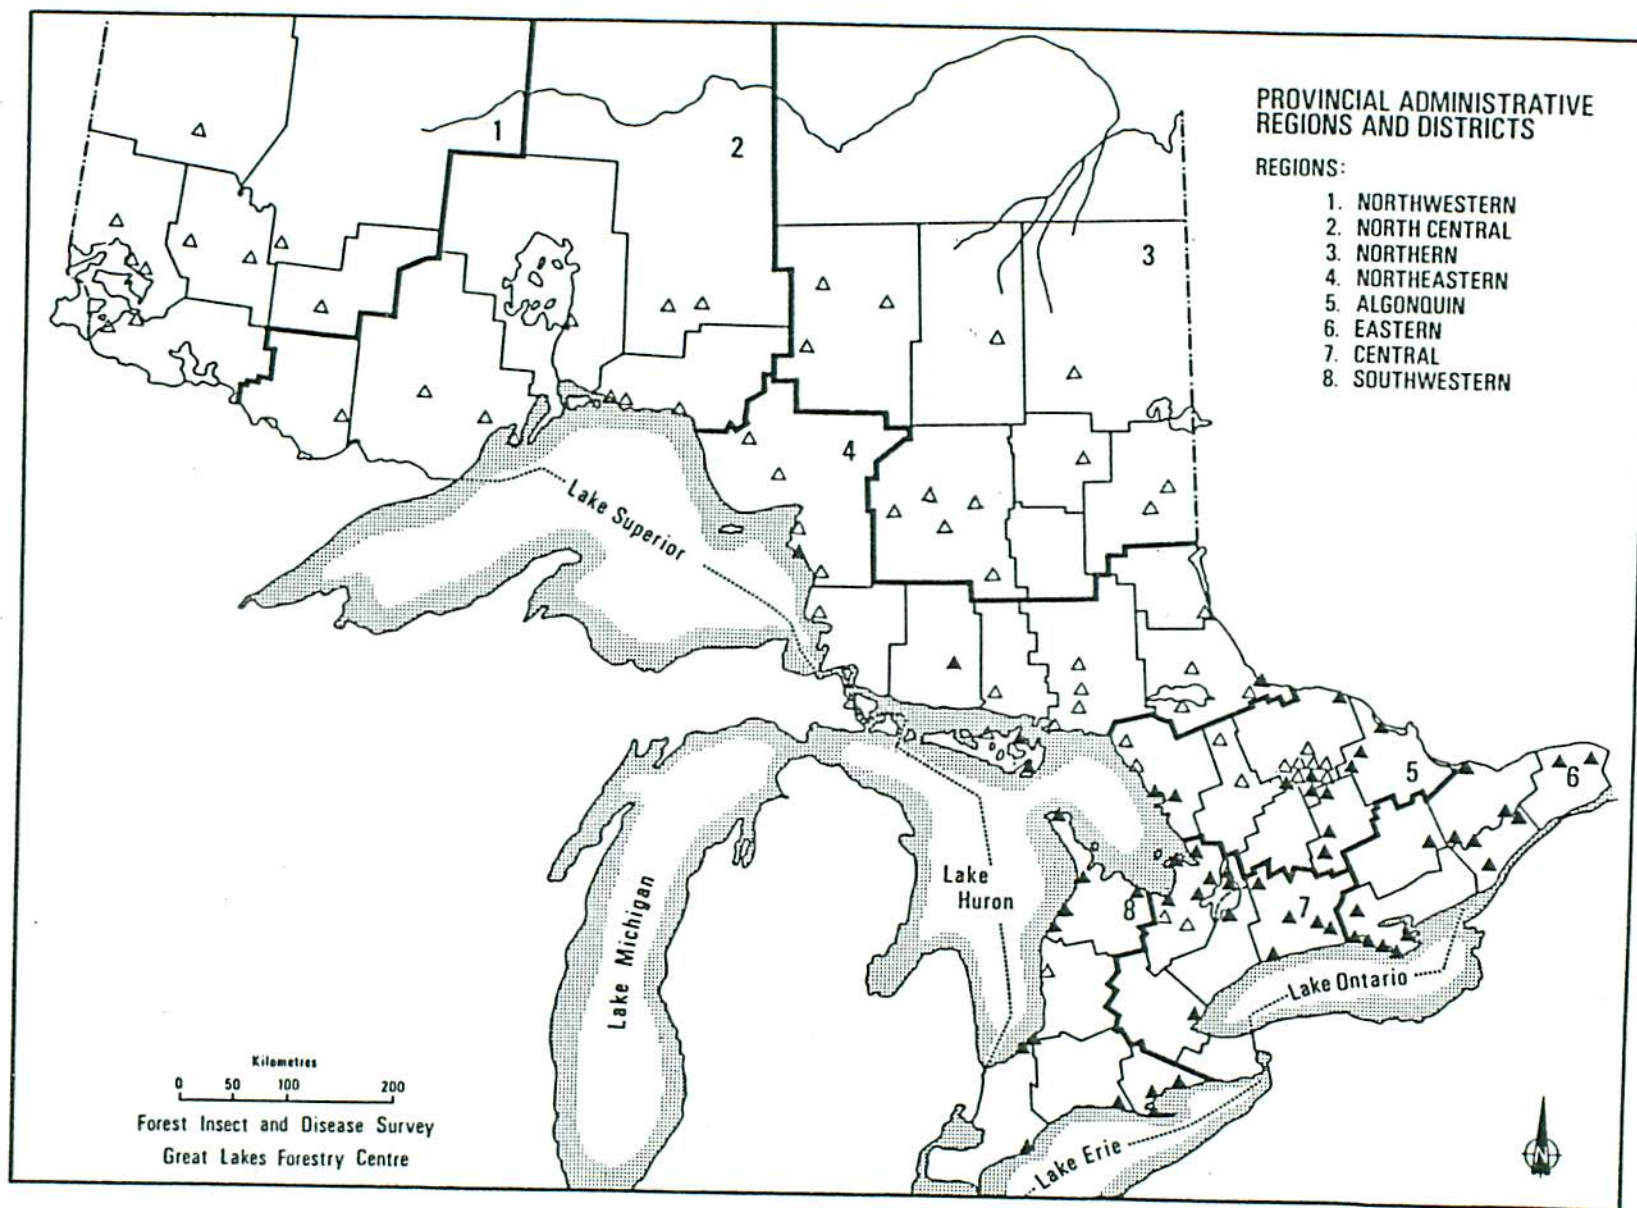 PROVINCIAL ADMINISTRATIVE
REGIONS AND DISTRICTS
REGIONS:
1. NORTHWESTERN
2. NORTH CENTRAL
3. NORTHERN
4. NORTHEASTERN
5. ALGONQUIN
6. EASTERN
7. CENTRAL
8. SOUTHWESTERN
1
2
3
4
5
6
7
8
Lake Superior
Lake Michigan
Lake
Huron
Lake Ontario
Lake Erie
Kilometres
0 50 100 200
Forest Insect and Disease Survey
Great Lakes Forestry Centre
N